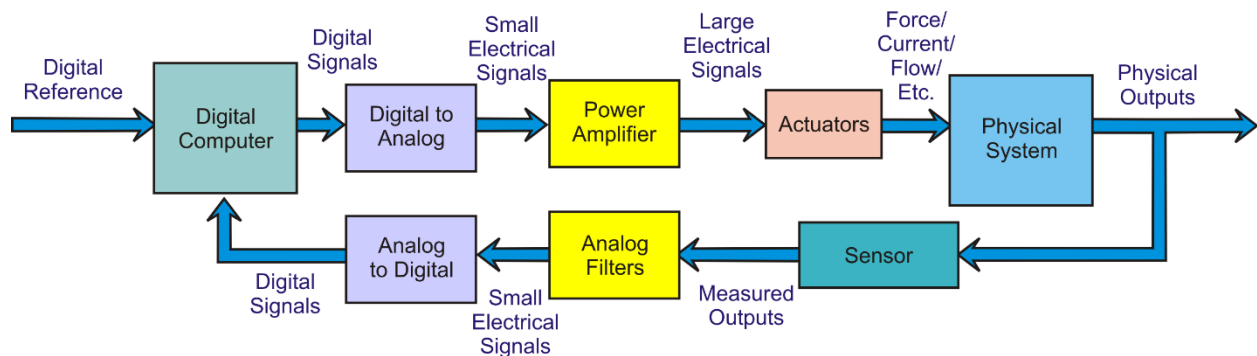 Digital
Reference
Digital
Computer
Digital
Signals
Digital to
Analog
Small
Electrical
Signals
Power
Amplifier
Large
Electrical
Signals
Actuators
Force/
Current/
Flow/
Etc.
Physical
System
Physical
Outputs
Sensor
Measured
Outputs
Analog
Filters
Small
Electrical
Signals
Analog
to Digital
Digital
Signals